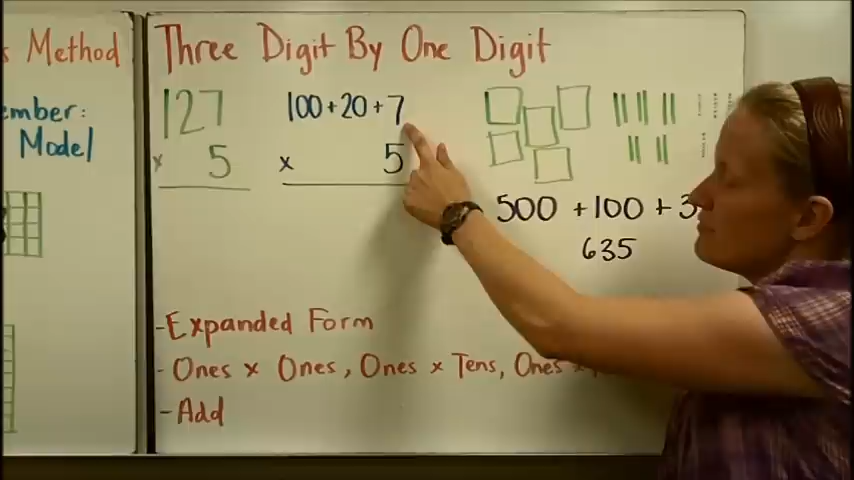 s Method
mber:
Model
Three Digit By One Digit
127
x 5
100+20+7
x 5
500 +100 + 3
635
-Expanded Form
-Ones x Ones, Ones x Tens, Ones x
-Add